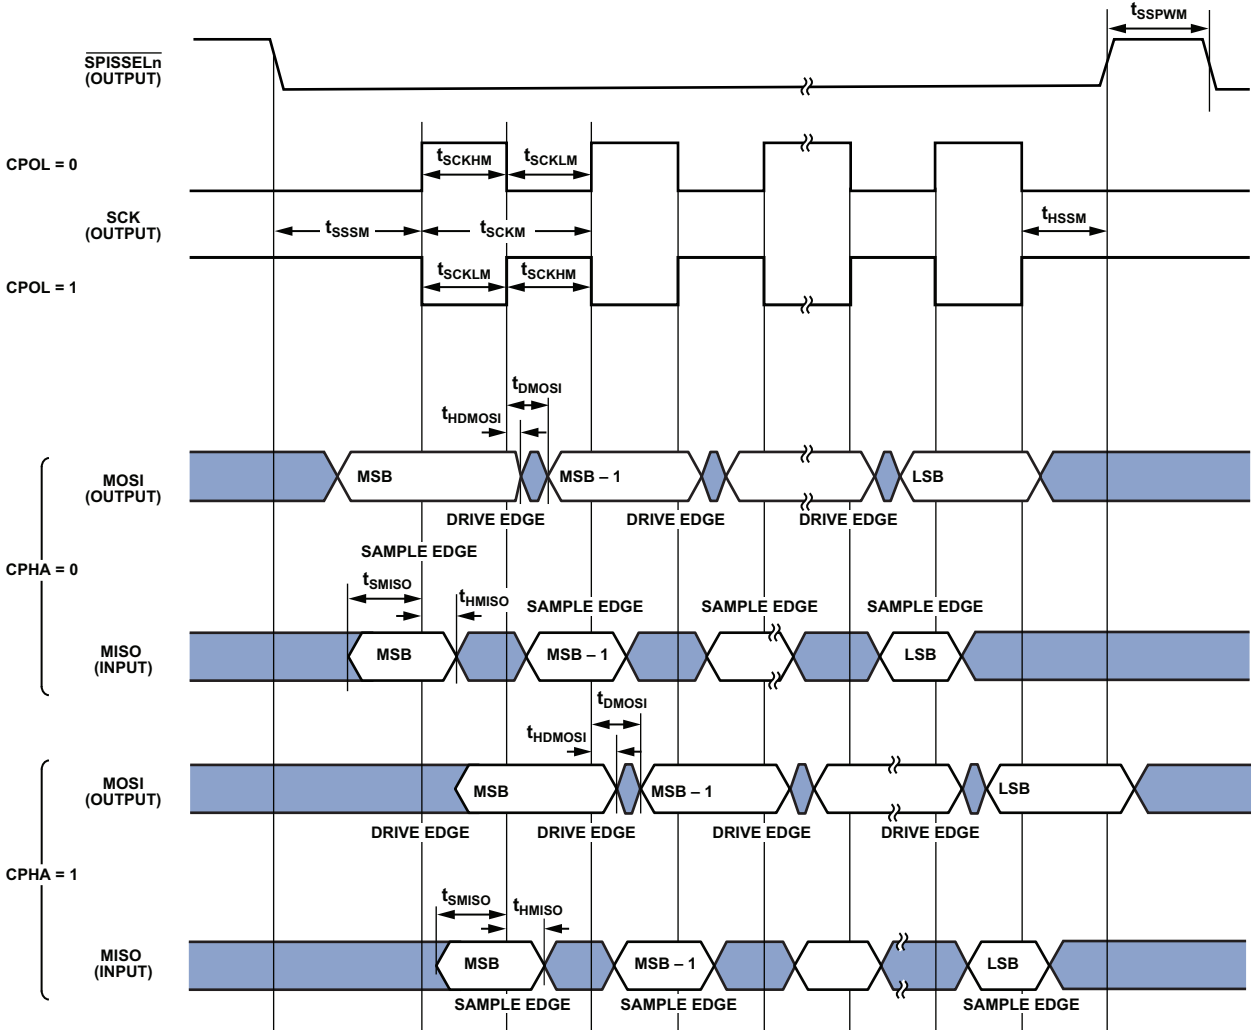 tSSPWM
SPISSELn
(OUTPUT)
CPOL = 0
tSCKHM
tSCKLM
SCK
(OUTPUT)
tSSSM
tSCKM
tHSSM
CPOL = 1
tSCKLM
tSCKHM
tDMOSI
tHDMOSI
CPHA = 0
MOSI
(OUTPUT)
MSB
MSB – 1
LSB
DRIVE EDGE
DRIVE EDGE
DRIVE EDGE
SAMPLE EDGE
tSMISO
tHMISO
SAMPLE EDGE
SAMPLE EDGE
SAMPLE EDGE
MISO
(INPUT)
MSB
MSB – 1
LSB
tDMOSI
tHDMOSI
CPHA = 1
MOSI
(OUTPUT)
MSB
MSB – 1
LSB
DRIVE EDGE
DRIVE EDGE
DRIVE EDGE
DRIVE EDGE
tSMISO
tHMISO
MISO
(INPUT)
MSB
MSB – 1
LSB
SAMPLE EDGE
SAMPLE EDGE
SAMPLE EDGE